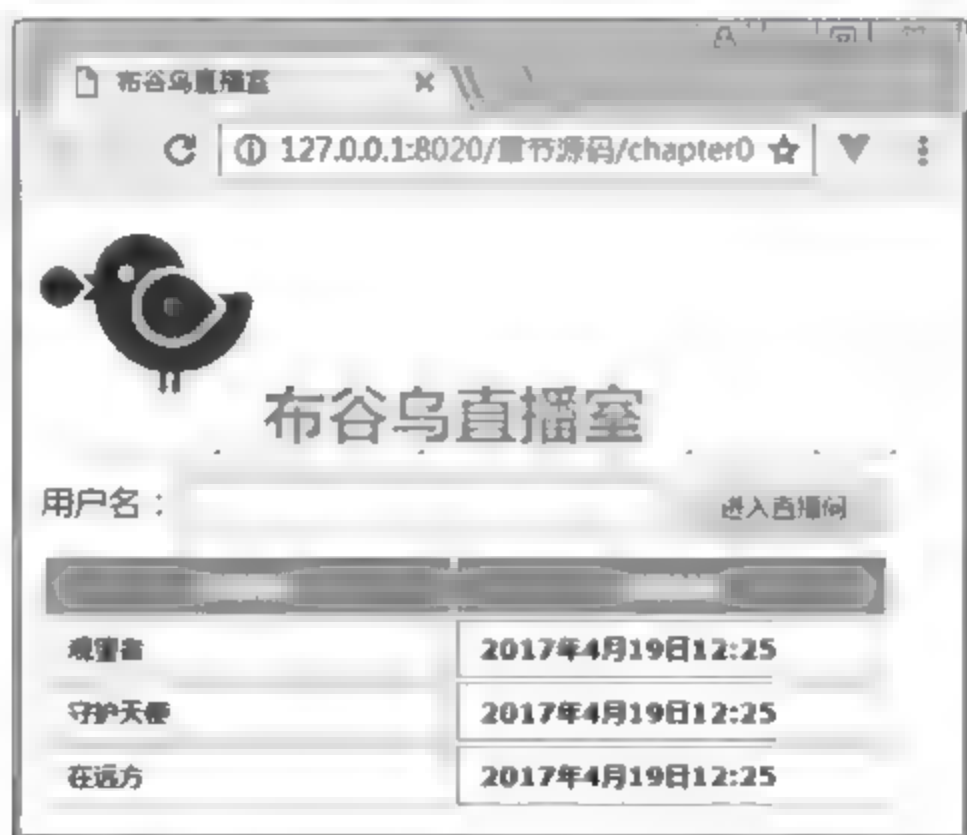 布谷鸟直播室
127.0.0.1:8020/章节源码/chapter0
布谷鸟直播室
用户名：
进入直播间
2017年4月19日12:25
守护天使 2017年4月19日12:25
在远方 2017年4月19日12:25